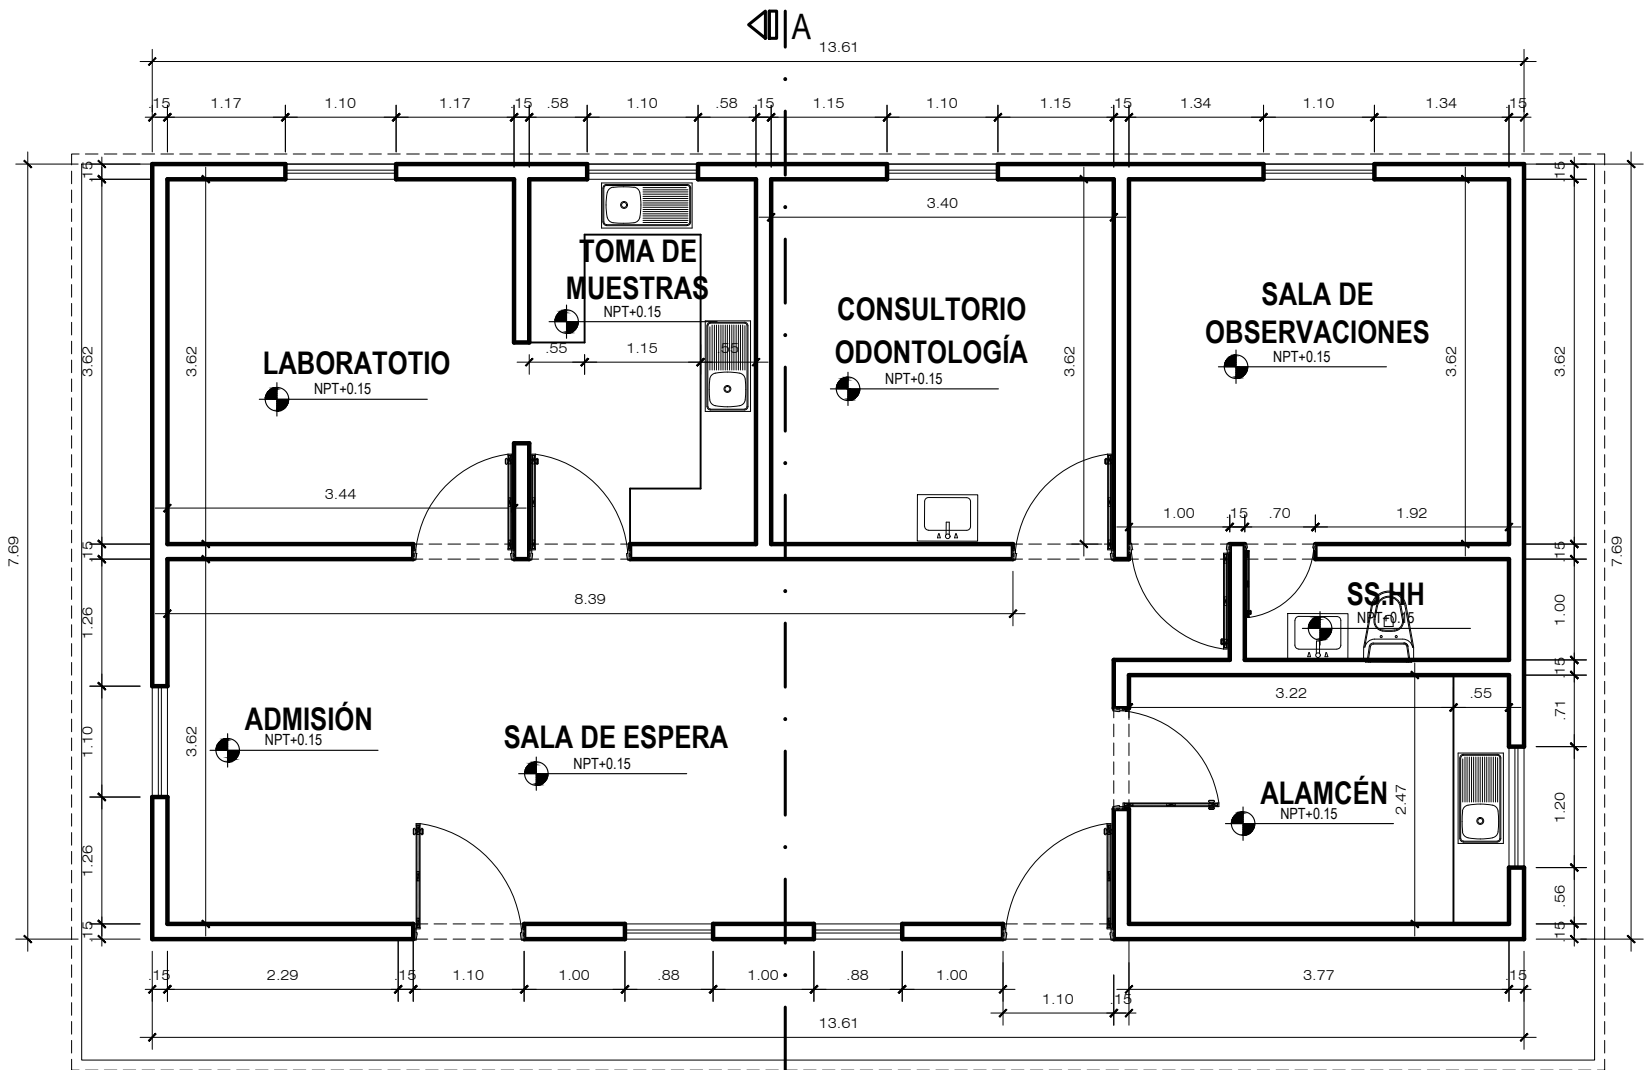 A
13.61
.15 1.17 1.10 1.17 .15 .58 1.10 .58 .15 1.15 1.10 1.15 .15 1.34 1.10 1.34 .15
.15
.15
3.40
TOMA DE
MUESTRAS
NPT+0.15
CONSULTORIO
ODONTOLOGÍA
NPT+0.15
SALA DE
OBSERVACIONES
NPT+0.15
LABORATOTIO
NPT+0.15
3.62
3.62
3.62
3.62
3.62
.55 1.15 .55
3.44
1.00 .15 .70 1.92
7.69
.15
.15
7.69
8.39
SS.HH
NPT+0.15
1.26
1.00
.15
3.22 .55
.71
ADMISIÓN
NPT+0.15
SALA DE ESPERA
NPT+0.15
1.10
3.62
ALAMCÉN
NPT+0.15
2.47
1.20
1.26
.56
.15
.15
.15 2.29 .15 1.10 1.00 .88 1.00 .88 1.00 3.77 .15
1.10 .15
13.61